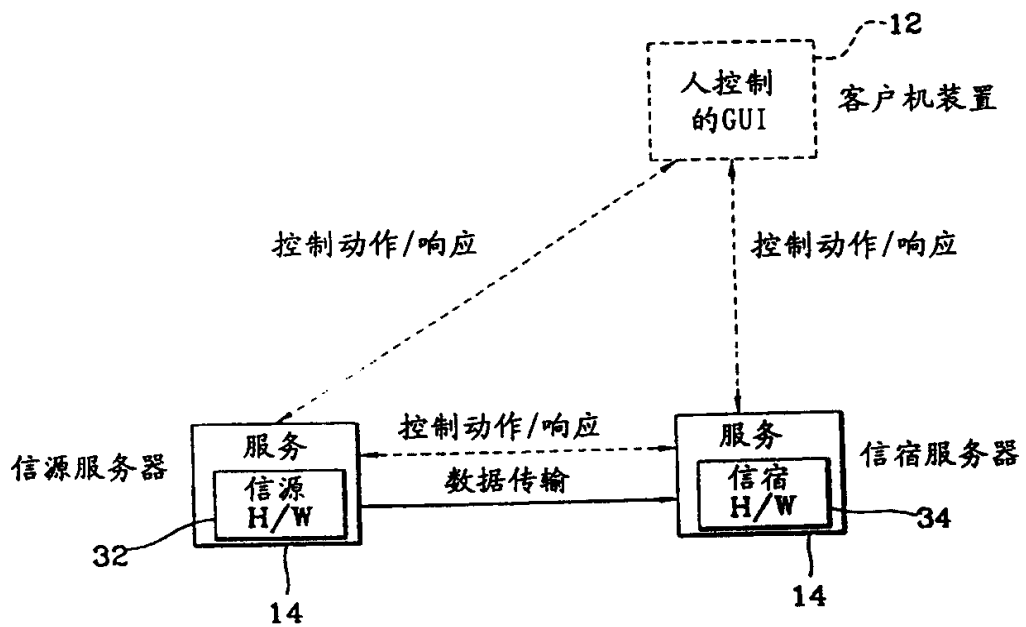 12
人控制
的GUI
客户机装置
控制动作/响应
控制动作/响应
服务
控制动作/响应
服务
信源服务器
信宿服务器
信源
H/W
数据传输
信宿
H/W
32
34
14
14